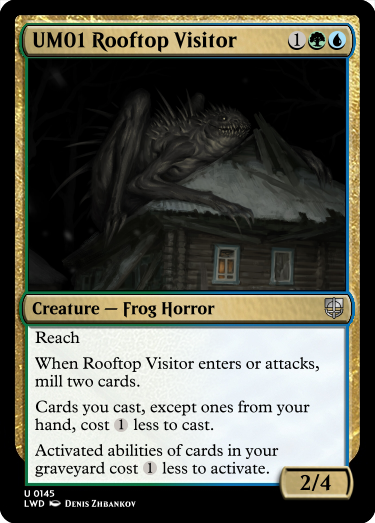 UM01 Rooftop Visitor 1
Creature — Frog Horror
Reach
When Rooftop Visitor enters or attacks,
mill two cards.
Cards you cast, except ones from your
hand, cost 1 less to cast.
Activated abilities of cards in your
graveyard cost 1 less to activate.
2/4
U 0145
LWD Denis Zhbankov